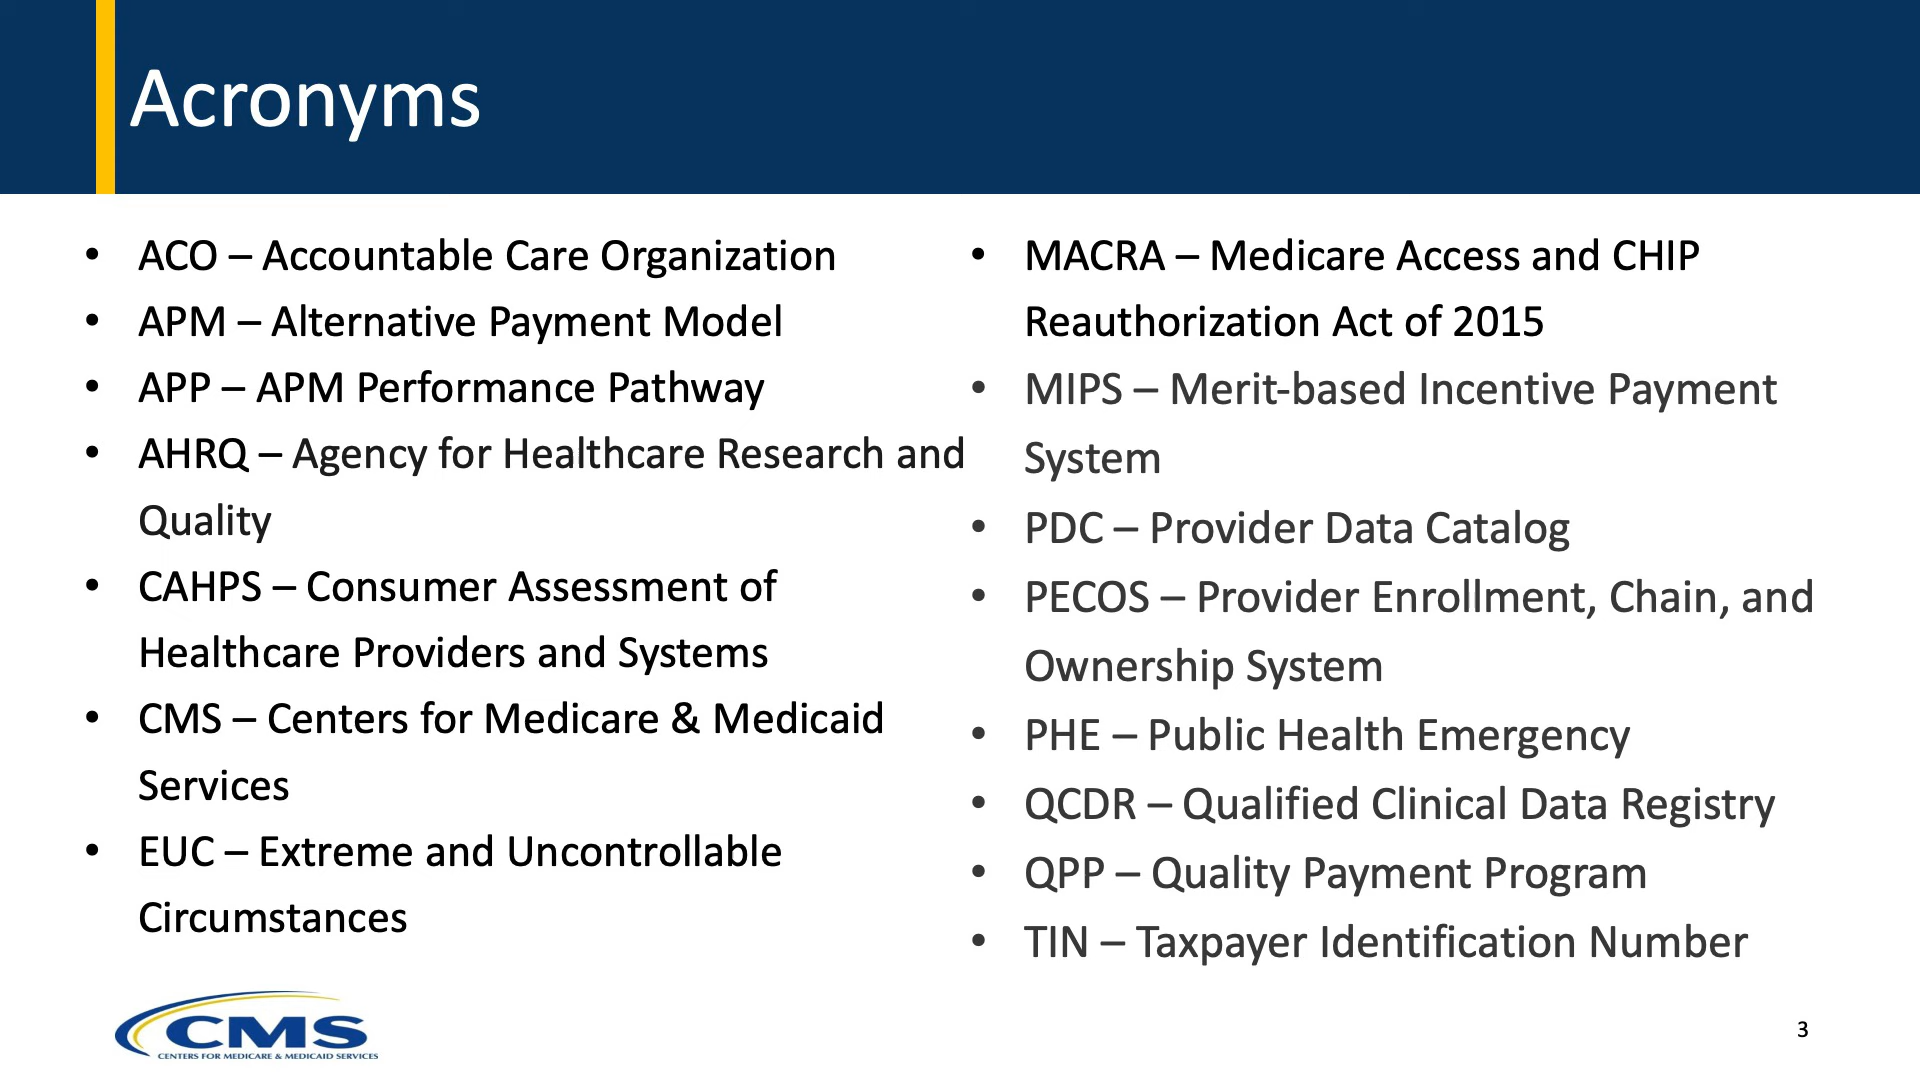 Acronyms
• ACO – Accountable Care Organization
• APM – Alternative Payment Model
• APP – APM Performance Pathway
• AHRQ – Agency for Healthcare Research and
Quality
• CAHPS – Consumer Assessment of
Healthcare Providers and Systems
• CMS – Centers for Medicare & Medicaid
Services
• EUC – Extreme and Uncontrollable
Circumstances
• MACRA – Medicare Access and CHIP
Reauthorization Act of 2015
• MIPS – Merit-based Incentive Payment
System
• PDC – Provider Data Catalog
• PECOS – Provider Enrollment, Chain, and
Ownership System
• PHE – Public Health Emergency
• QCDR – Qualified Clinical Data Registry
• QPP – Quality Payment Program
• TIN – Taxpayer Identification Number
CMS
CENTERS FOR MEDICARE & MEDICAID SERVICES
3